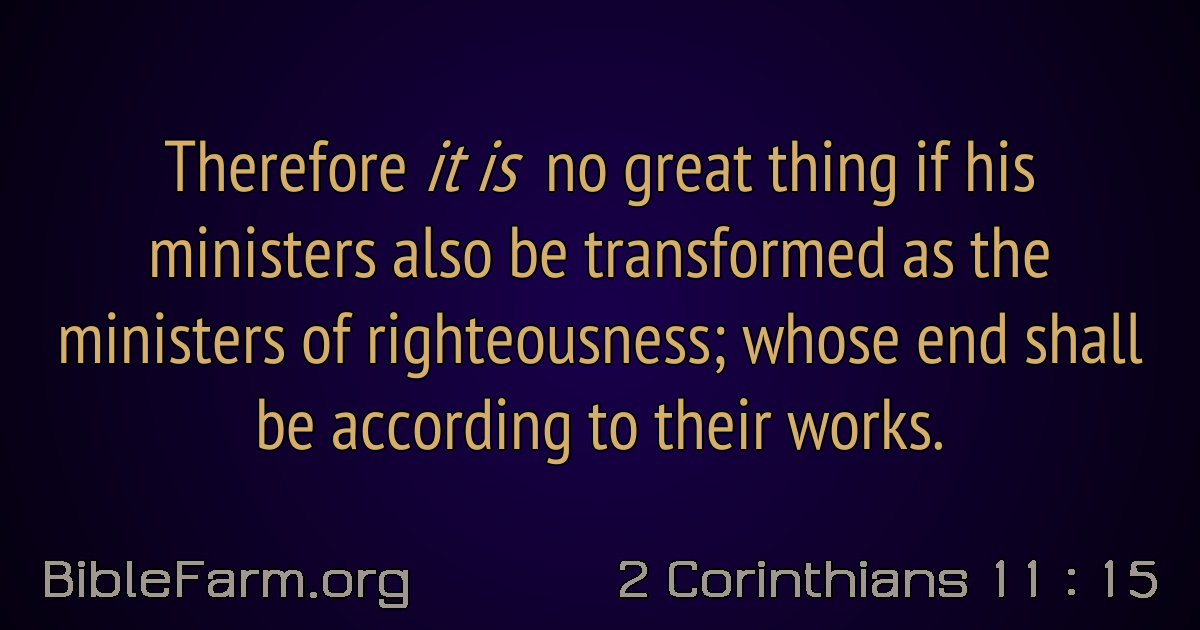 Therefore it is no great thing if his
ministers also be transformed as the
ministers of righteousness; whose end shall
be according to their works.
BibleFarm.org
2 Corinthians 11 : 15